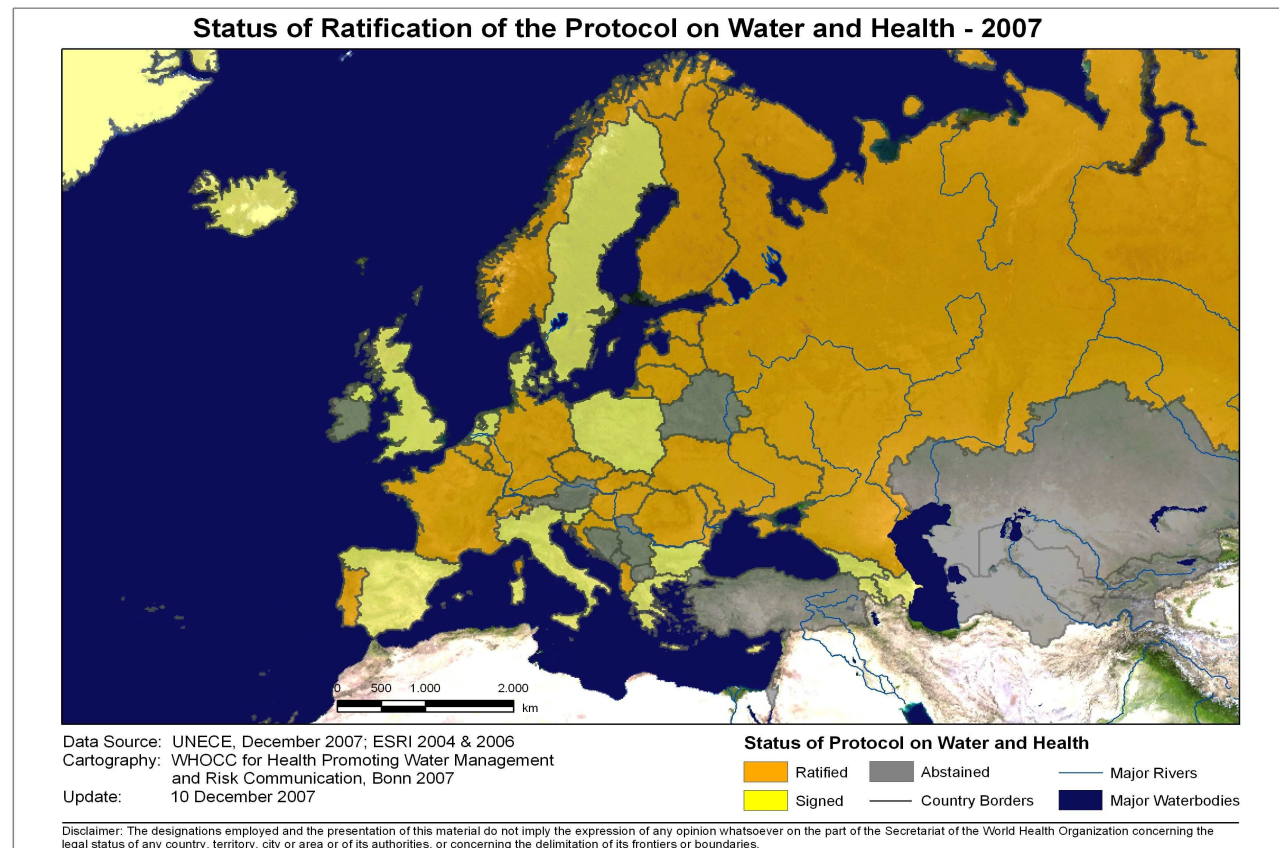 Status of Ratification of the Protocol on Water and Health - 2007
0 500 1.000 2.000
km
Data Source: UNECE, December 2007; ESRI 2004 & 2006
Cartography: WHOCC for Health Promoting Water Management
and Risk Communication, Bonn 2007
Update: 10 December 2007
Status of Protocol on Water and Health
Ratified Abstained Major Rivers
Signed Country Borders Major Waterbodies
Disclaimer: The designations employed and the presentation of this material do not imply the expression of any opinion whatsoever on the part of the Secretariat of the World Health Organization concerning the
legal status of any country, territory, city or area or of its authorities, or concerning the delimitation of its frontiers or boundaries.